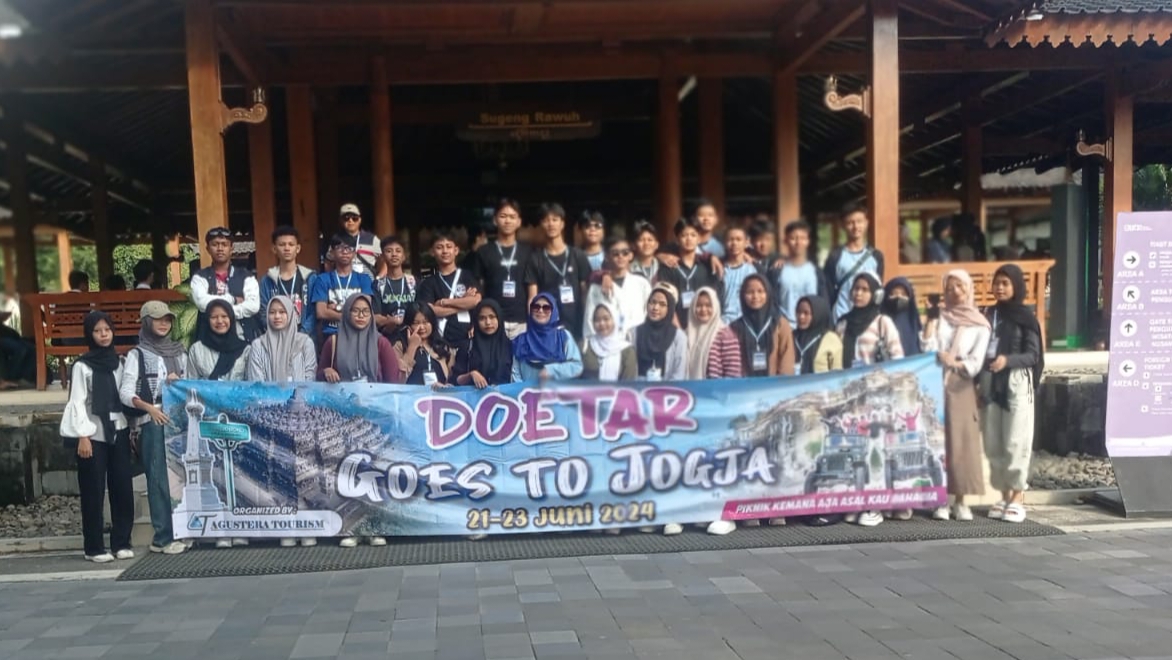 Sugeng Rawuh
DOETAR
GOES TO JOGJA
21-23 JUNI 2024
ORGANIZED BY :
AGUSTERA TOURISM
PIKNIK KEMANA AJA ASAL KAU BAHAGIA
AREA A
AREA B
AREA E
AREA D